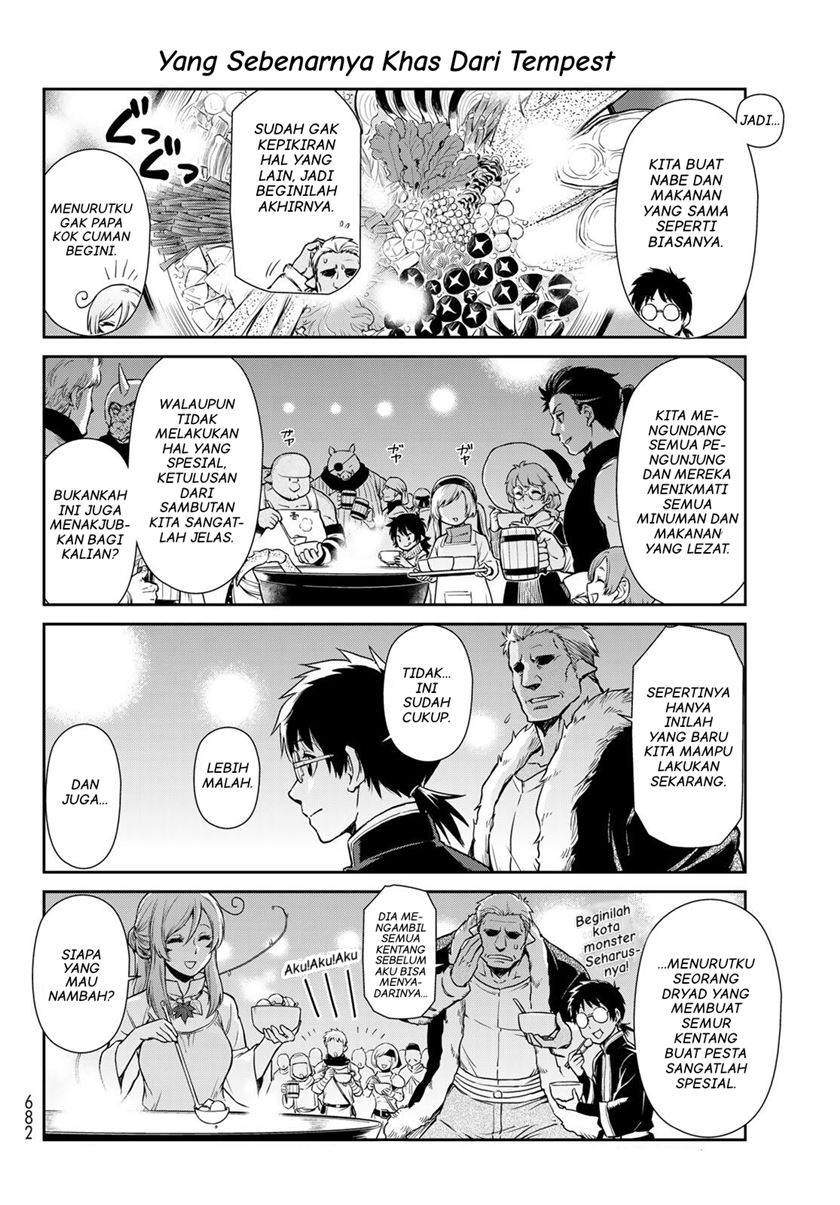 Yang Sebenarnya Khas Dari Tempest
JADI...
KITA BUAT
NABE DAN
MAKANAN
YANG SAMA
SEPERTI
BIASANYA.
SUDAH GAK
KEPIKIRAN
HAL YANG
LAIN, JADI
BEGINILAH
AKHIRNYA.
ぐつ
ぐつ
MENURUTKU
GAK PAPA
KOK CUMAN
BEGINI.
KITA ME-
NGUNDANG
SEMUA PE-
NGUNJUNG
DAN MEREKA
MENIKMATI
SEMUA
MINUMAN DAN
MAKANAN
YANG LEZAT.
ガヤ
ガヤ
WALAUPUN
TIDAK
MELAKUKAN
HAL YANG
SPESIAL,
KETULUSAN
DARI
SAMBUTAN
KITA SANGAT-
LAH JELAS.
BUKANKAH
INI JUGA
MENAKJUB-
KAN BAGI
KALIAN?
SEPERTINYA
HANYA
INILAH
YANG BARU
KITA MAMPU
LAKUKAN
SEKARANG.
TIDAK...
INI
SUDAH
CUKUP.
LEBIH
MALAH.
DAN
JUGA...
...MENURUTKU
SEORANG
DRYAD YANG
MEMBUAT
SEMUR
KENTANG
BUAT PESTA
SANGATLAH
SPESIAL.
Beginilah
kota
monster
Seharus-
nya!
DIA ME-
NGAMBIL
SEMUA
KENTANG
SEBELUM
AKU BISA
MENYA-
DARINYA...
Aku!Aku!Aku
SIAPA
YANG
MAU
NAMBAH?
682